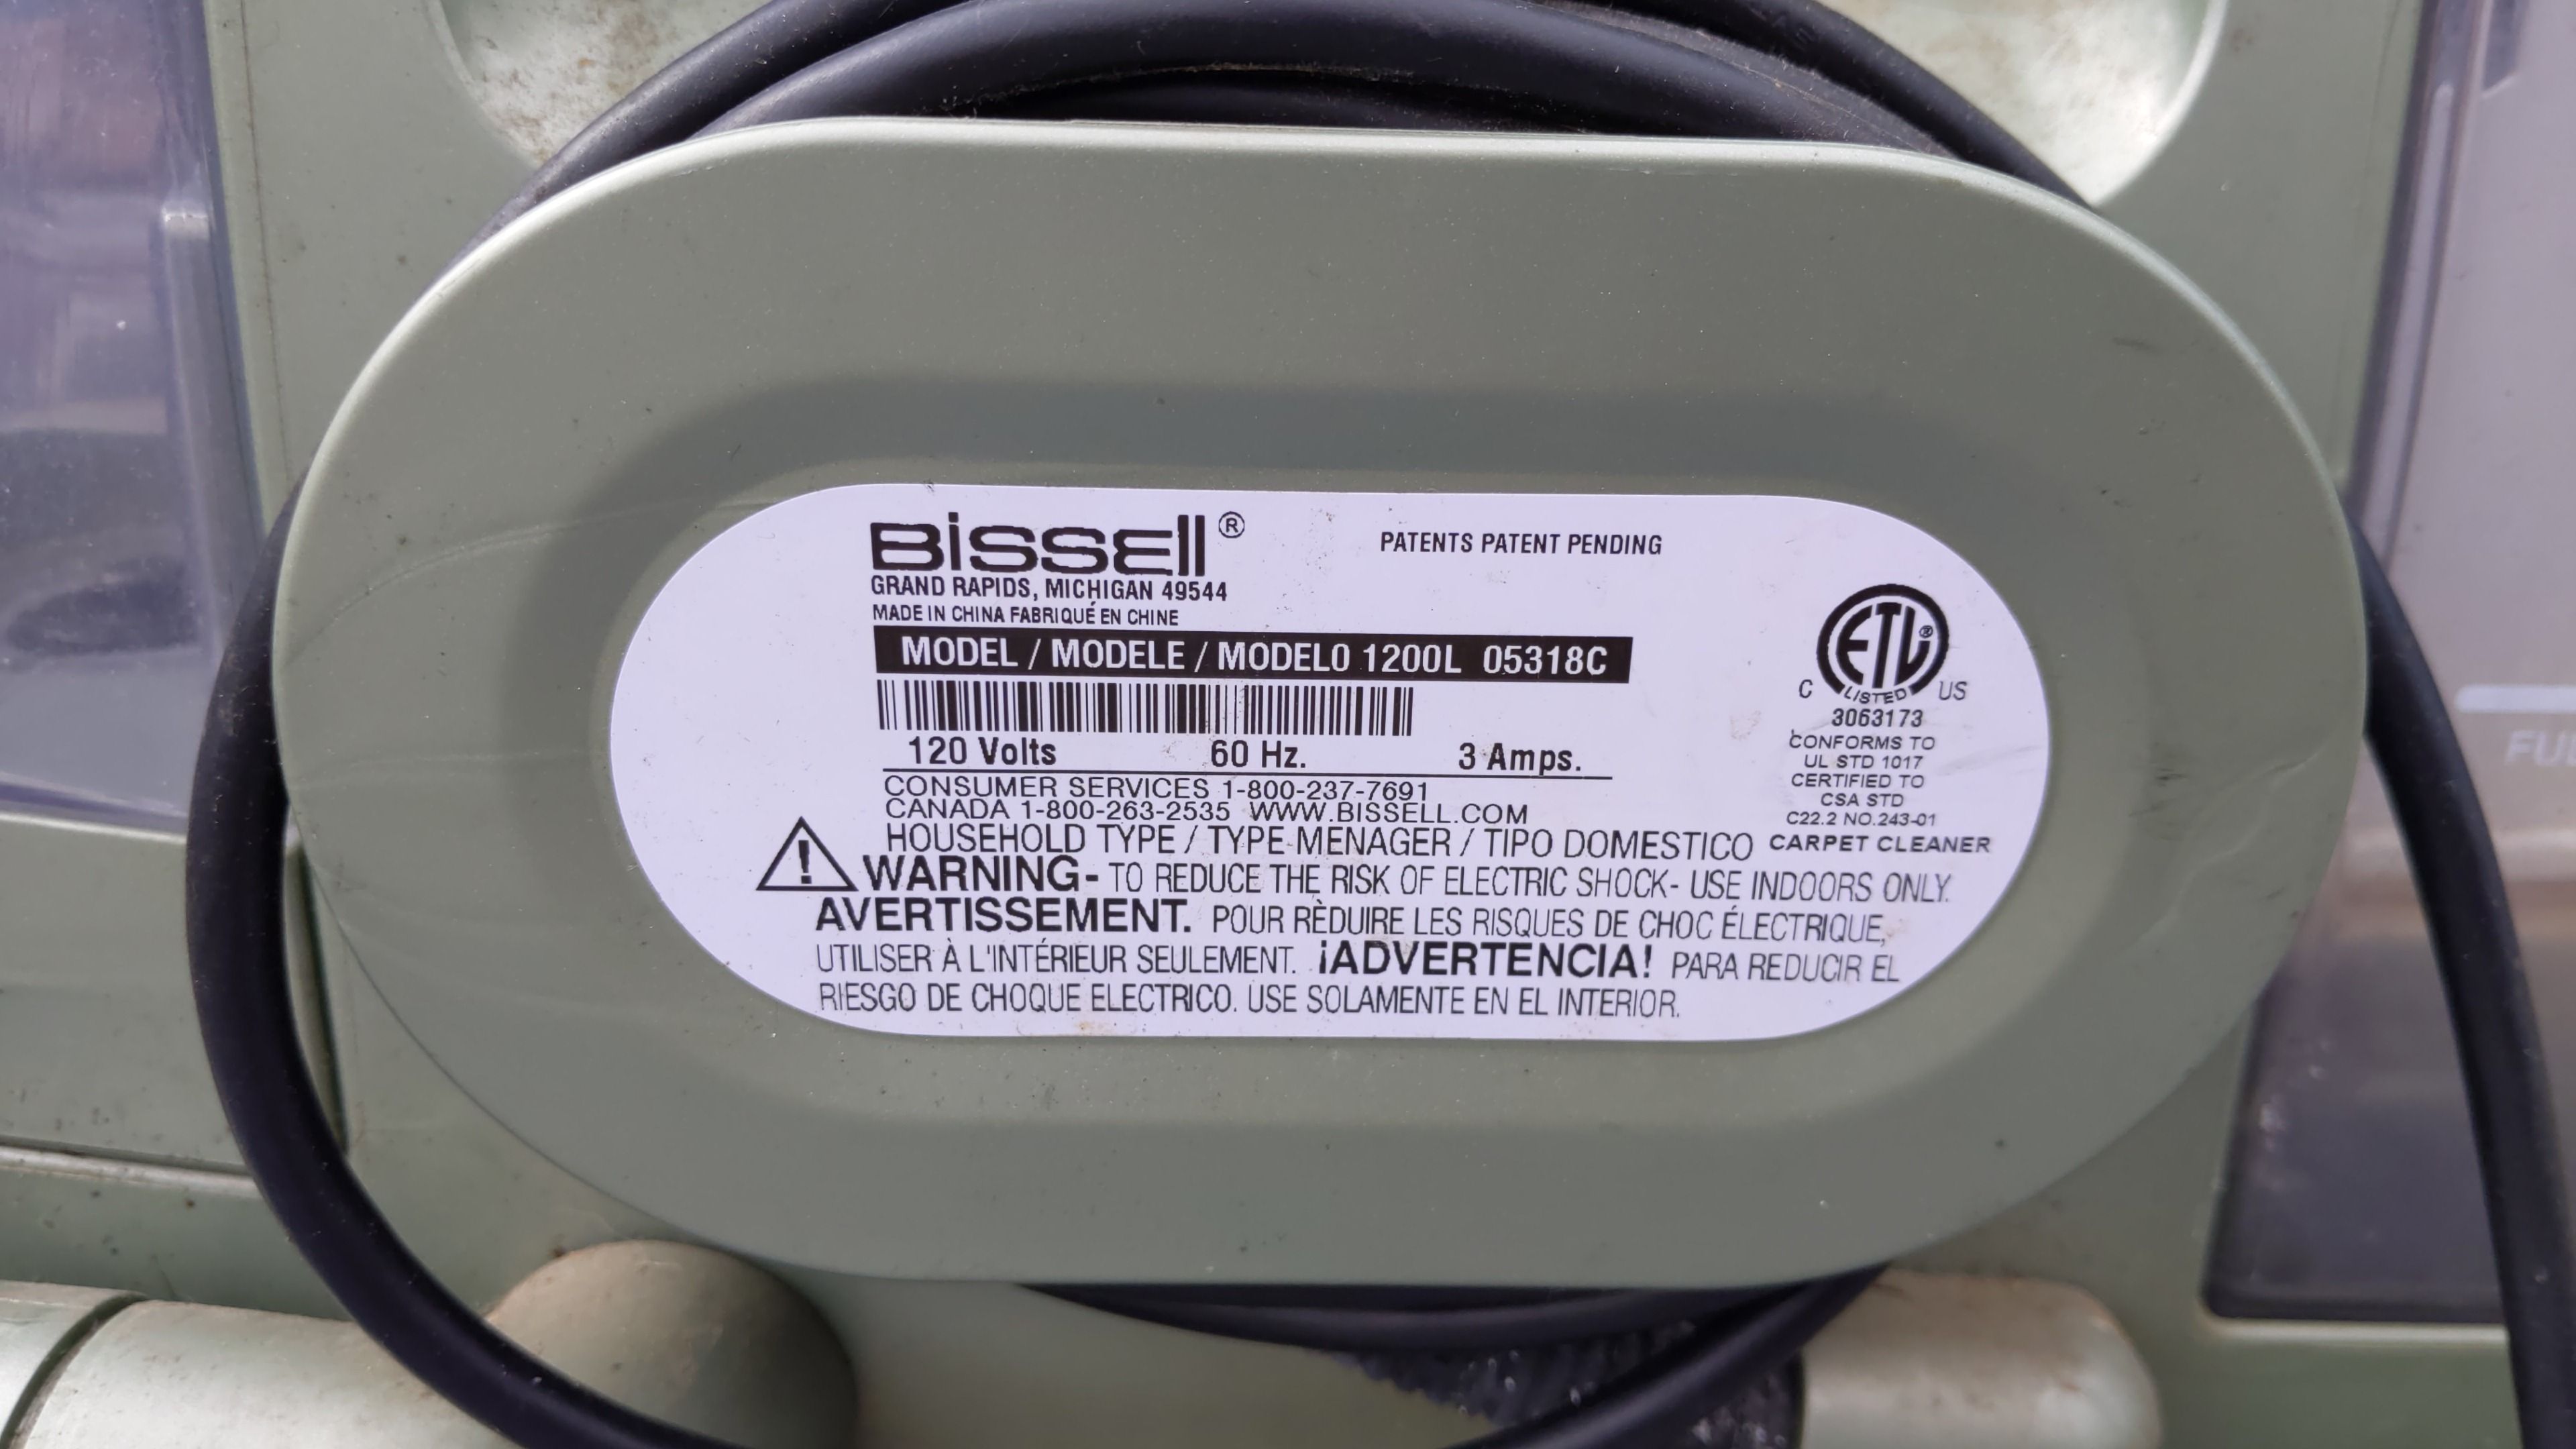 BISSELL®
PATENTS PATENT PENDING
GRAND RAPIDS, MICHIGAN 49544
MADE IN CHINA FABRIQUÉ EN CHINE
MODEL / MODELE / MODELO 1200L 05318C
120 Volts 60 Hz. 3 Amps.
CONSUMER SERVICES 1-800-237-7691
CANADA 1-800-263-2535 WWW.BISSELL.COM
HOUSEHOLD TYPE / TYPE MENAGER / TIPO DOMESTICO
ETL®
C LISTED US
3063173
CONFORMS TO
UL STD 1017
CERTIFIED TO
CSA STD
C22.2 NO.243-01
CARPET CLEANER
WARNING- TO REDUCE THE RISK OF ELECTRIC SHOCK- USE INDOORS ONLY.
AVERTISSEMENT. POUR RÈDUIRE LES RISQUES DE CHOC ÉLECTRIQUE,
UTILISER À L'INTÉRIEUR SEULEMENT. ¡ADVERTENCIA! PARA REDUCIR EL
RIESGO DE CHOQUE ELECTRICO. USE SOLAMENTE EN EL INTERIOR.